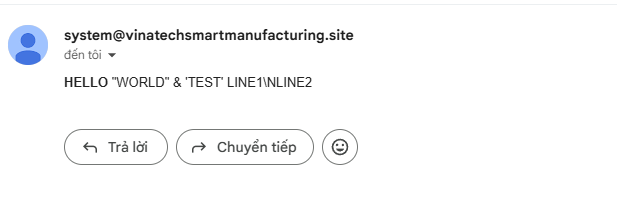 system@vinatechsmartmanufacturing.site
đến tôi
HELLO "WORLD" & 'TEST' LINE1\NLINE2
Trả lời
Chuyển tiếp